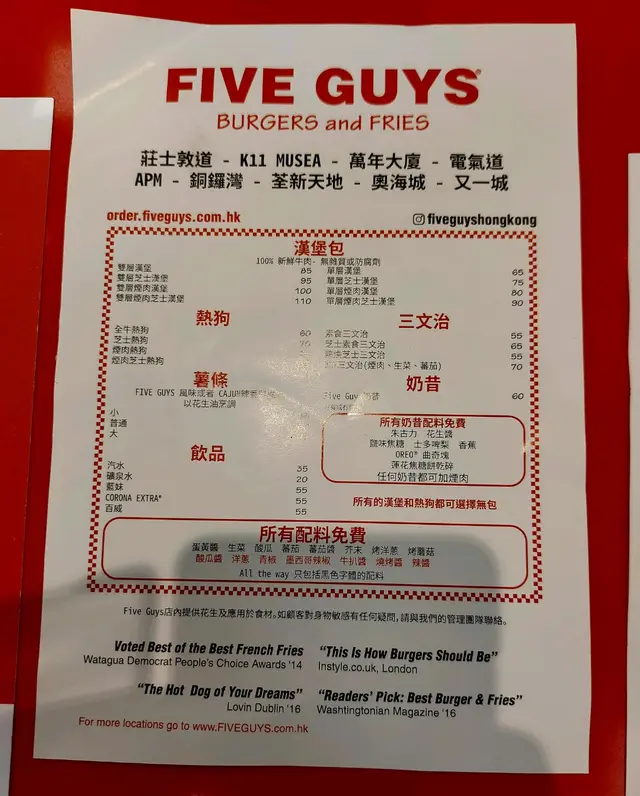 FIVE GUYS
BURGERS and FRIES
莊士敦道 - K11 MUSEA - 萬年大廈 - 電氣道
APM - 銅鑼灣 - 荃新天地 - 奧海城 - 又一城
order.fiveguys.com.hk
fiveguyshongkong
漢堡包
100% 新鮮牛肉- 無糖質或防腐劑
雙層漢堡 85
雙層芝士漢堡 95
雙層煙肉漢堡 100
雙層煙肉芝士漢堡 110
單層漢堡 65
單層芝士漢堡 75
單層煙肉漢堡 80
單層煙肉芝士漢堡 90
熱狗
全牛熱狗 60
芝士熱狗
煙肉熱狗
煙肉芝士熱狗
三文治
素食三文治 55
芝士素食三文治 65
芝士三文治 55
三文治(煙肉、生菜、蕃茄) 70
薯條
FIVE GUYS 風味或者 CAJUN
以花生油烹調
小
普通
大
奶昔
Five Guys 奶昔 60
所有奶昔配料免費
朱古力 花生醬
鹽味焦糖 士多啤梨 香蕉
OREO® 曲奇塊
蓮花焦糖餅乾碎
任何奶昔都可加煙肉
飲品
汽水 35
礦泉水 20
藍妹 55
CORONA EXTRA® 55
百威 55
所有的漢堡和熱狗都可選擇無包
所有配料免費
蛋黃醬 生菜 酸瓜 蕃茄 蕃茄醬 芥末 烤洋蔥 烤蘑菇
酸瓜醬 洋蔥 青椒 墨西哥辣椒 牛扒醬 燒烤醬 辣醬
All the way 只包括黑色字體的配料
Five Guys店內提供花生及應用於食材。如顧客對身物敏感有任何疑問,請與我們的管理團隊聯絡。
Voted Best of the Best French Fries
Watagua Democrat People's Choice Awards '14
"This Is How Burgers Should Be"
Instyle.co.uk, London
"The Hot Dog of Your Dreams"
Lovin Dublin '16
"Readers' Pick: Best Burger & Fries"
Washtingtonian Magazine '16
For more locations go to www.FIVEGUYS.com.hk